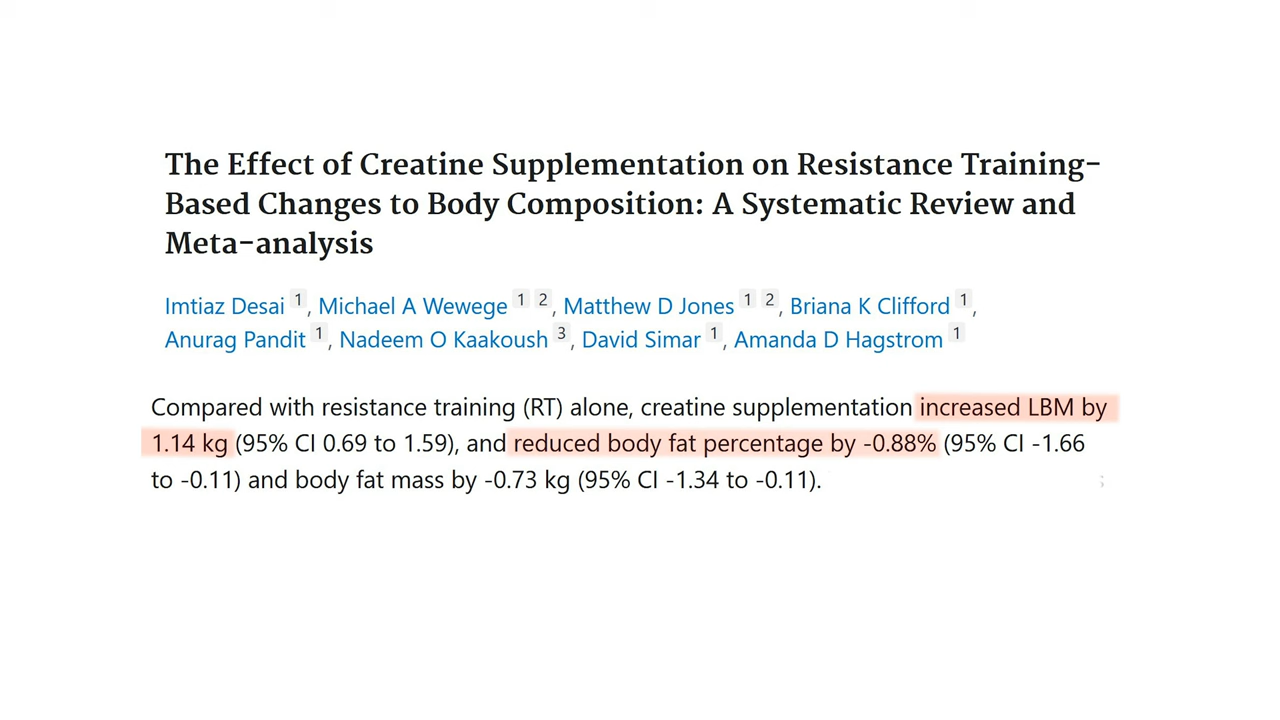 The Effect of Creatine Supplementation on Resistance Training-
Based Changes to Body Composition: A Systematic Review and
Meta-analysis
Imtiaz Desai 1, Michael A Wewege 1 2, Matthew D Jones 1 2, Briana K Clifford 1,
Anurag Pandit 1, Nadeem O Kaakoush 3, David Simar 1, Amanda D Hagstrom 1
Compared with resistance training (RT) alone, creatine supplementation increased LBM by
1.14 kg (95% CI 0.69 to 1.59), and reduced body fat percentage by -0.88% (95% CI -1.66
to -0.11) and body fat mass by -0.73 kg (95% CI -1.34 to -0.11).